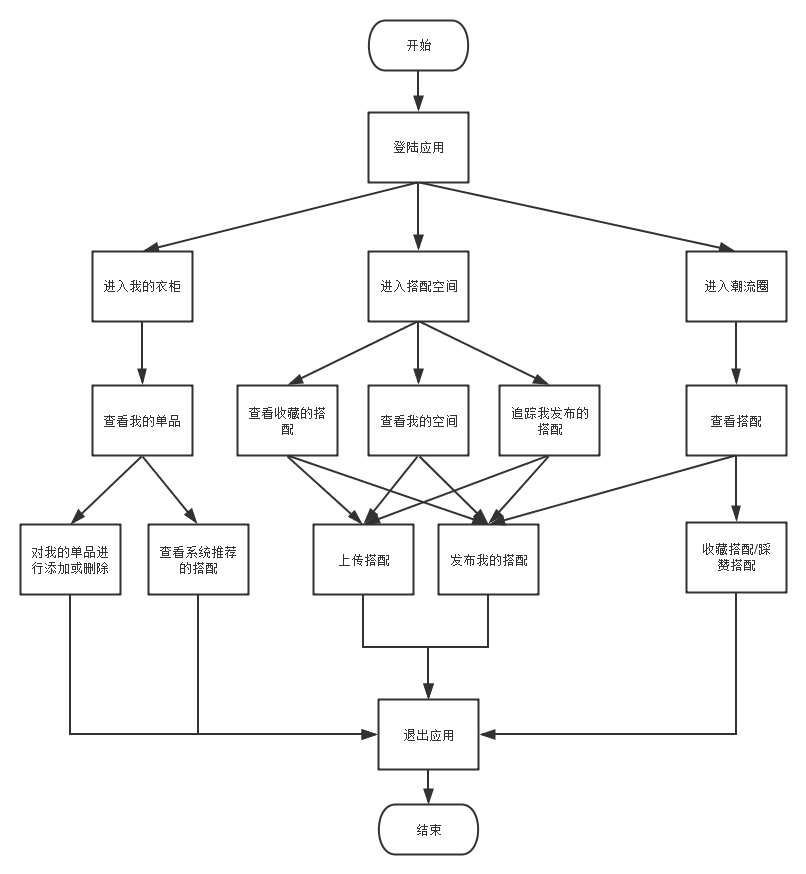 开始
登陆应用
进入我的衣柜
进入搭配空间
进入潮流圈
查看我的单品
查看收藏的搭
配
查看我的空间
追踪我发布的
搭配
查看搭配
对我的单品进
行添加或删除
查看系统推荐
的搭配
上传搭配
发布我的搭配
收藏搭配/踩
赞搭配
退出应用
结束